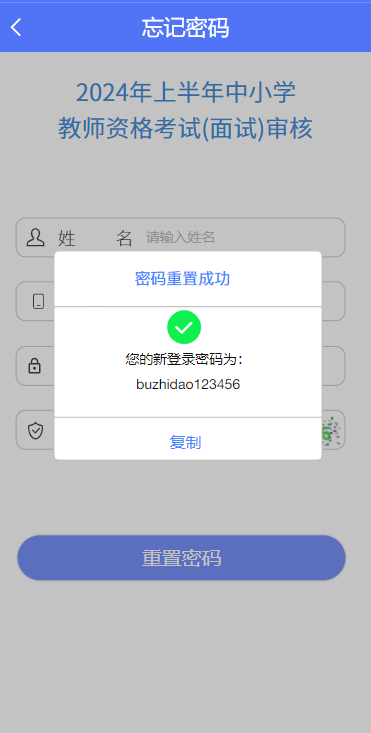 忘记密码
2024年上半年中小学
教师资格考试(面试)审核
姓 名 请输入姓名
密码重置成功
您的新登录密码为：
buzhidao123456
复制
重置密码